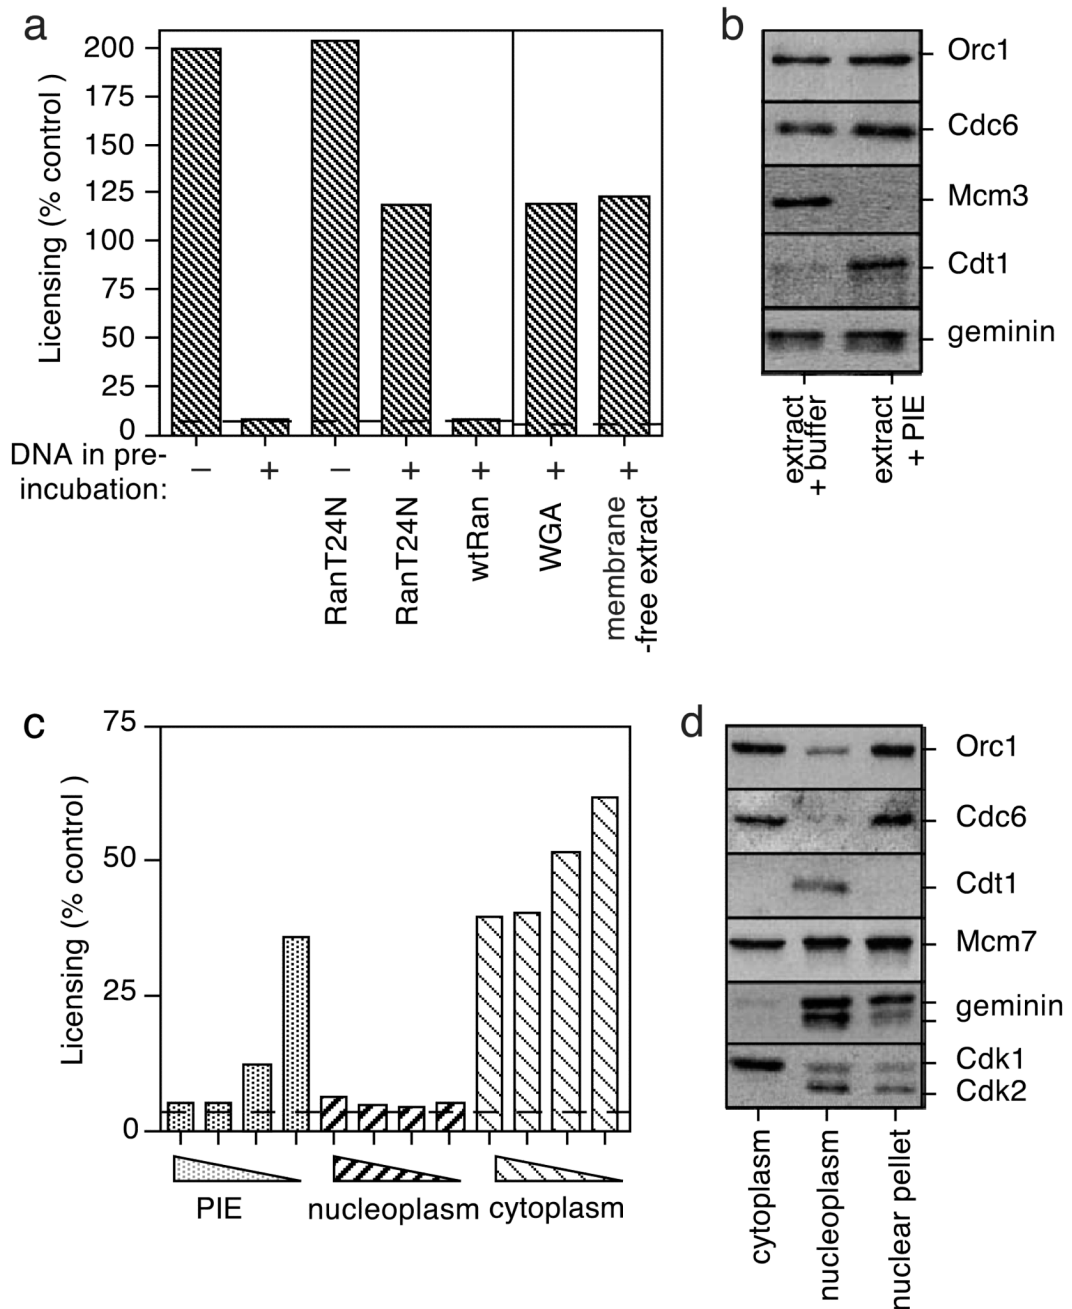 a
Licensing (% control )
200
175
150
125
100
75
50
25
0
DNA in pre-
incubation:
– + – + + + +
RanT24N
RanT24N
wtRan
WGA
membrane
-free extract
b
Orc1
Cdc6
Mcm3
Cdt1
geminin
extract
+ buffer
extract
+ PIE
c
Licensing (% control )
75
50
25
0
PIE
nucleoplasm
cytoplasm
d
Orc1
Cdc6
Cdt1
Mcm7
geminin
Cdk1
Cdk2
cytoplasm
nucleoplasm
nuclear pellet